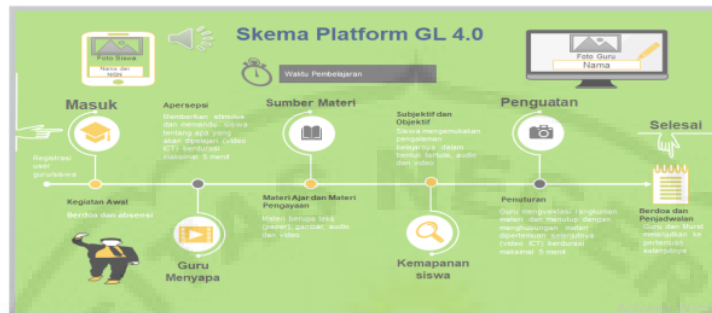 Skema Platform GL 4.0
Foto Siswa
Nama dan
NISN
Waktu Pembelajaran
Foto Guru
Nama
Masuk
Registrasi
user
guru/siswa
Kegiatan Awal
Berdoa dan absensi
Apersepsi
Memberikan stimulus
dan memandu siswa
tentang apa yang
akan dipelajari (video
ICT) berdurasi
maksimal 5 menit
Guru
Menyapa
Sumber Materi
Materi Ajar dan Materi
Pengayaan
Materi berupa teks
(paper), gambar, audio
dan video
Subjektif dan
Objektif
Siswa mengemukakan
pengalaman
belajarnya dalam
bentuk tertulis, audio
dan video
Kemapanan
siswa
Penguatan
Penuturan
Guru mengevaluasi rangkuman
materi dan menutup dengan
menghubungkan materi
dipertemuan selanjutnya
(video ICT) berdurasi
maksimal 5 menit
Selesai
Berdoa dan
Penjadwalan
Guru dan Murid
melanjutkan ke
pertemuan
selanjutnya